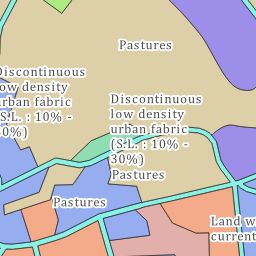 Pastures
Discontinuous
low density
urban fabric
(S.L. : 10% -
30%)
Discontinuous
low density
urban fabric
(S.L. : 10% -
30%)
Pastures
Pastures
Land w
current